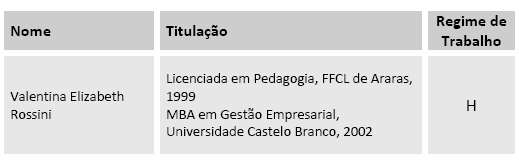 Nome
Titulação
Regime de
Trabalho
Valentina Elizabeth
Rossini
Licenciada em Pedagogia, FFCL de Araras,
1999
MBA em Gestão Empresarial,
Universidade Castelo Branco, 2002
H